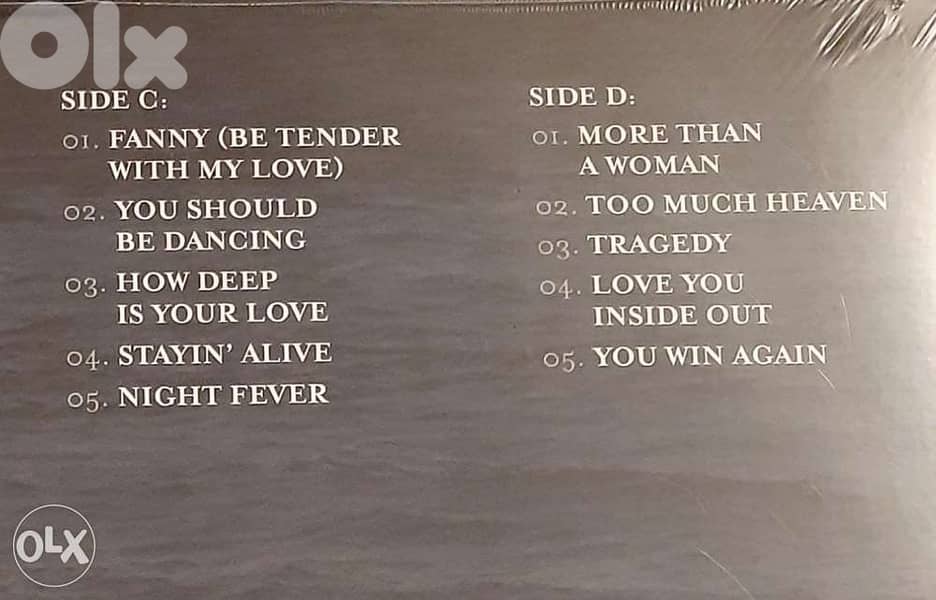 OLX
SIDE C:
01. FANNY (BE TENDER
WITH MY LOVE)
02. YOU SHOULD
BE DANCING
03. HOW DEEP
IS YOUR LOVE
04. STAYIN’ ALIVE
05. NIGHT FEVER
SIDE D:
01. MORE THAN
A WOMAN
02. TOO MUCH HEAVEN
03. TRAGEDY
04. LOVE YOU
INSIDE OUT
05. YOU WIN AGAIN
OLX